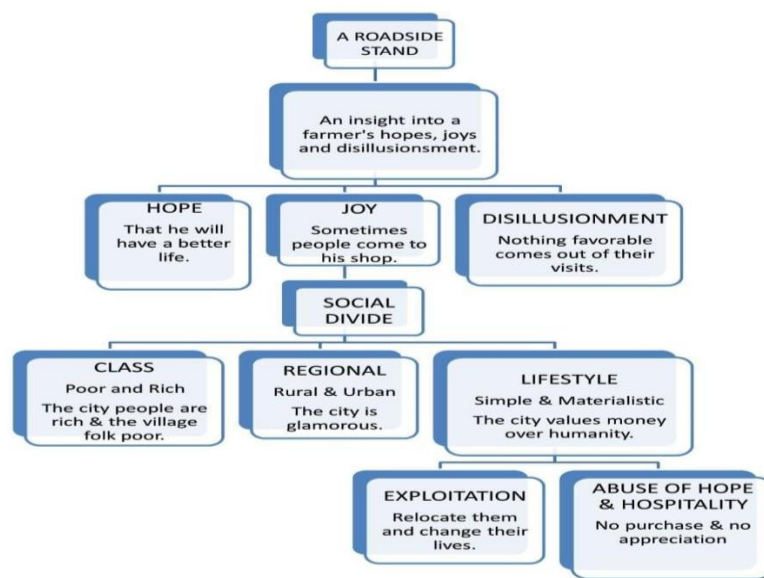 A ROADSIDE
STAND
An insight into a
farmer's hopes, joys
and disillusionsment.
HOPE
That he will
have a better
life.
JOY
Sometimes
people come to
his shop.
DISILLUSIONMENT
Nothing favorable
comes out of their
visits.
SOCIAL
DIVIDE
CLASS
Poor and Rich
The city people are
rich & the village
folk poor.
REGIONAL
Rural & Urban
The city is
glamorous.
LIFESTYLE
Simple & Materialistic
The city values money
over humanity.
EXPLOITATION
Relocate them
and change their
lives.
ABUSE OF HOPE
& HOSPITALITY
No purchase & no
appreciation